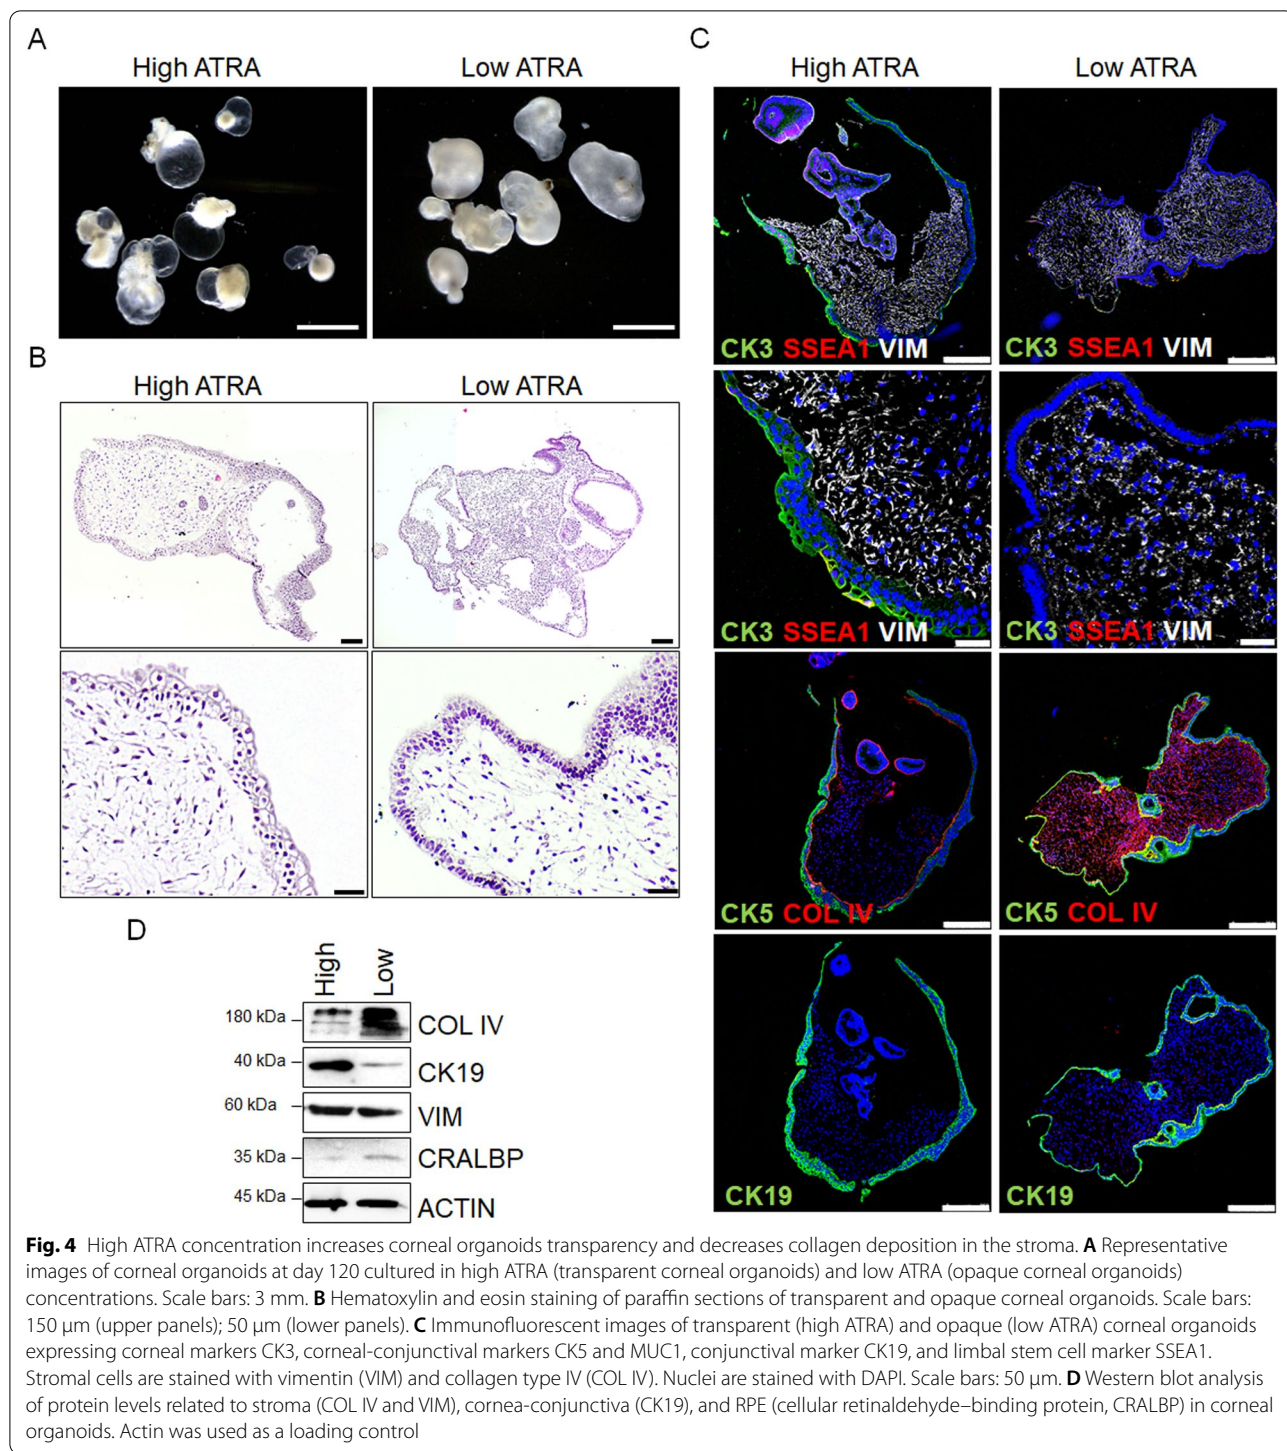 A
High ATRA
Low ATRA
B
High ATRA
Low ATRA
C
High ATRA
Low ATRA
CK3 SSEA1 VIM
CK3 SSEA1 VIM
CK3 SSEA1 VIM
CK3 SSEA1 VIM
CK5 COL IV
CK5 COL IV
CK19
CK19
D
High
Low
180 kDa
COL IV
40 kDa
CK19
60 kDa
VIM
35 kDa
CRALBP
45 kDa
ACTIN
Fig. 4 High ATRA concentration increases corneal organoids transparency and decreases collagen deposition in the stroma. A Representative
images of corneal organoids at day 120 cultured in high ATRA (transparent corneal organoids) and low ATRA (opaque corneal organoids)
concentrations. Scale bars: 3 mm. B Hematoxylin and eosin staining of paraffin sections of transparent and opaque corneal organoids. Scale bars:
150 µm (upper panels); 50 µm (lower panels). C Immunofluorescent images of transparent (high ATRA) and opaque (low ATRA) corneal organoids
expressing corneal markers CK3, corneal-conjunctival markers CK5 and MUC1, conjunctival marker CK19, and limbal stem cell marker SSEA1.
Stromal cells are stained with vimentin (VIM) and collagen type IV (COL IV). Nuclei are stained with DAPI. Scale bars: 50 µm. D Western blot analysis
of protein levels related to stroma (COL IV and VIM), cornea-conjunctiva (CK19), and RPE (cellular retinaldehyde–binding protein, CRALBP) in corneal
organoids. Actin was used as a loading control